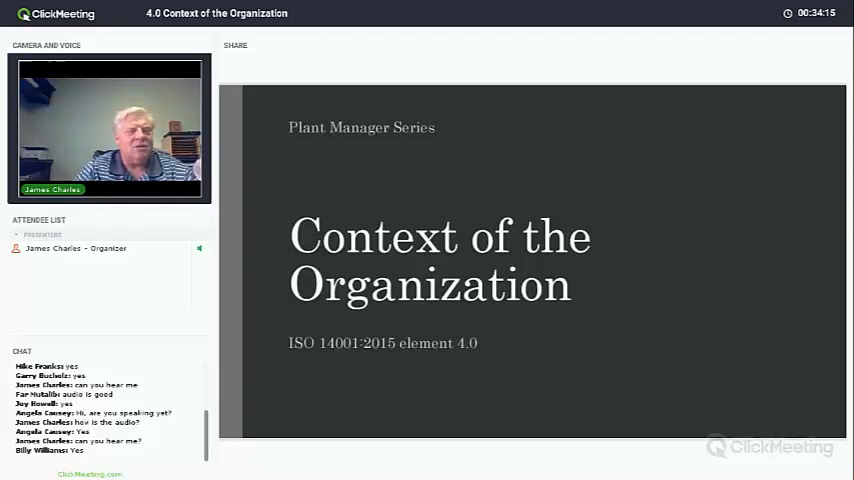 ClickMeeting
4.0 Context of the Organization
00:34:15
CAMERA AND VOICE
James Charles
ATTENDEE LIST
PRESENTERS
James Charles - Organizer
CHAT
Mike Franks: yes
Garry Bucholz: yes
James Charles: can you hear me
Far Mutalib: audio is good
Joy Howell: yes
Angela Causey: Hi, are you speaking yet?
James Charles: how is the audio?
Angela Causey: Yes
James Charles: can you hear me?
Billy Williams: Yes
ClickMeeting.com
SHARE
Plant Manager Series
Context of the
Organization
ISO 14001:2015 element 4.0
ClickMeeting